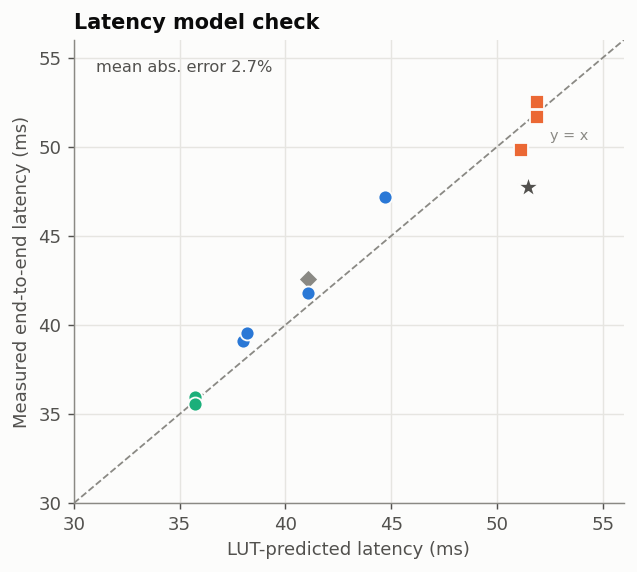 Latency model check
mean abs. error 2.7%
y = x
Measured end-to-end latency (ms)
55
50
45
40
35
30
30 35 40 45 50 55
LUT-predicted latency (ms)